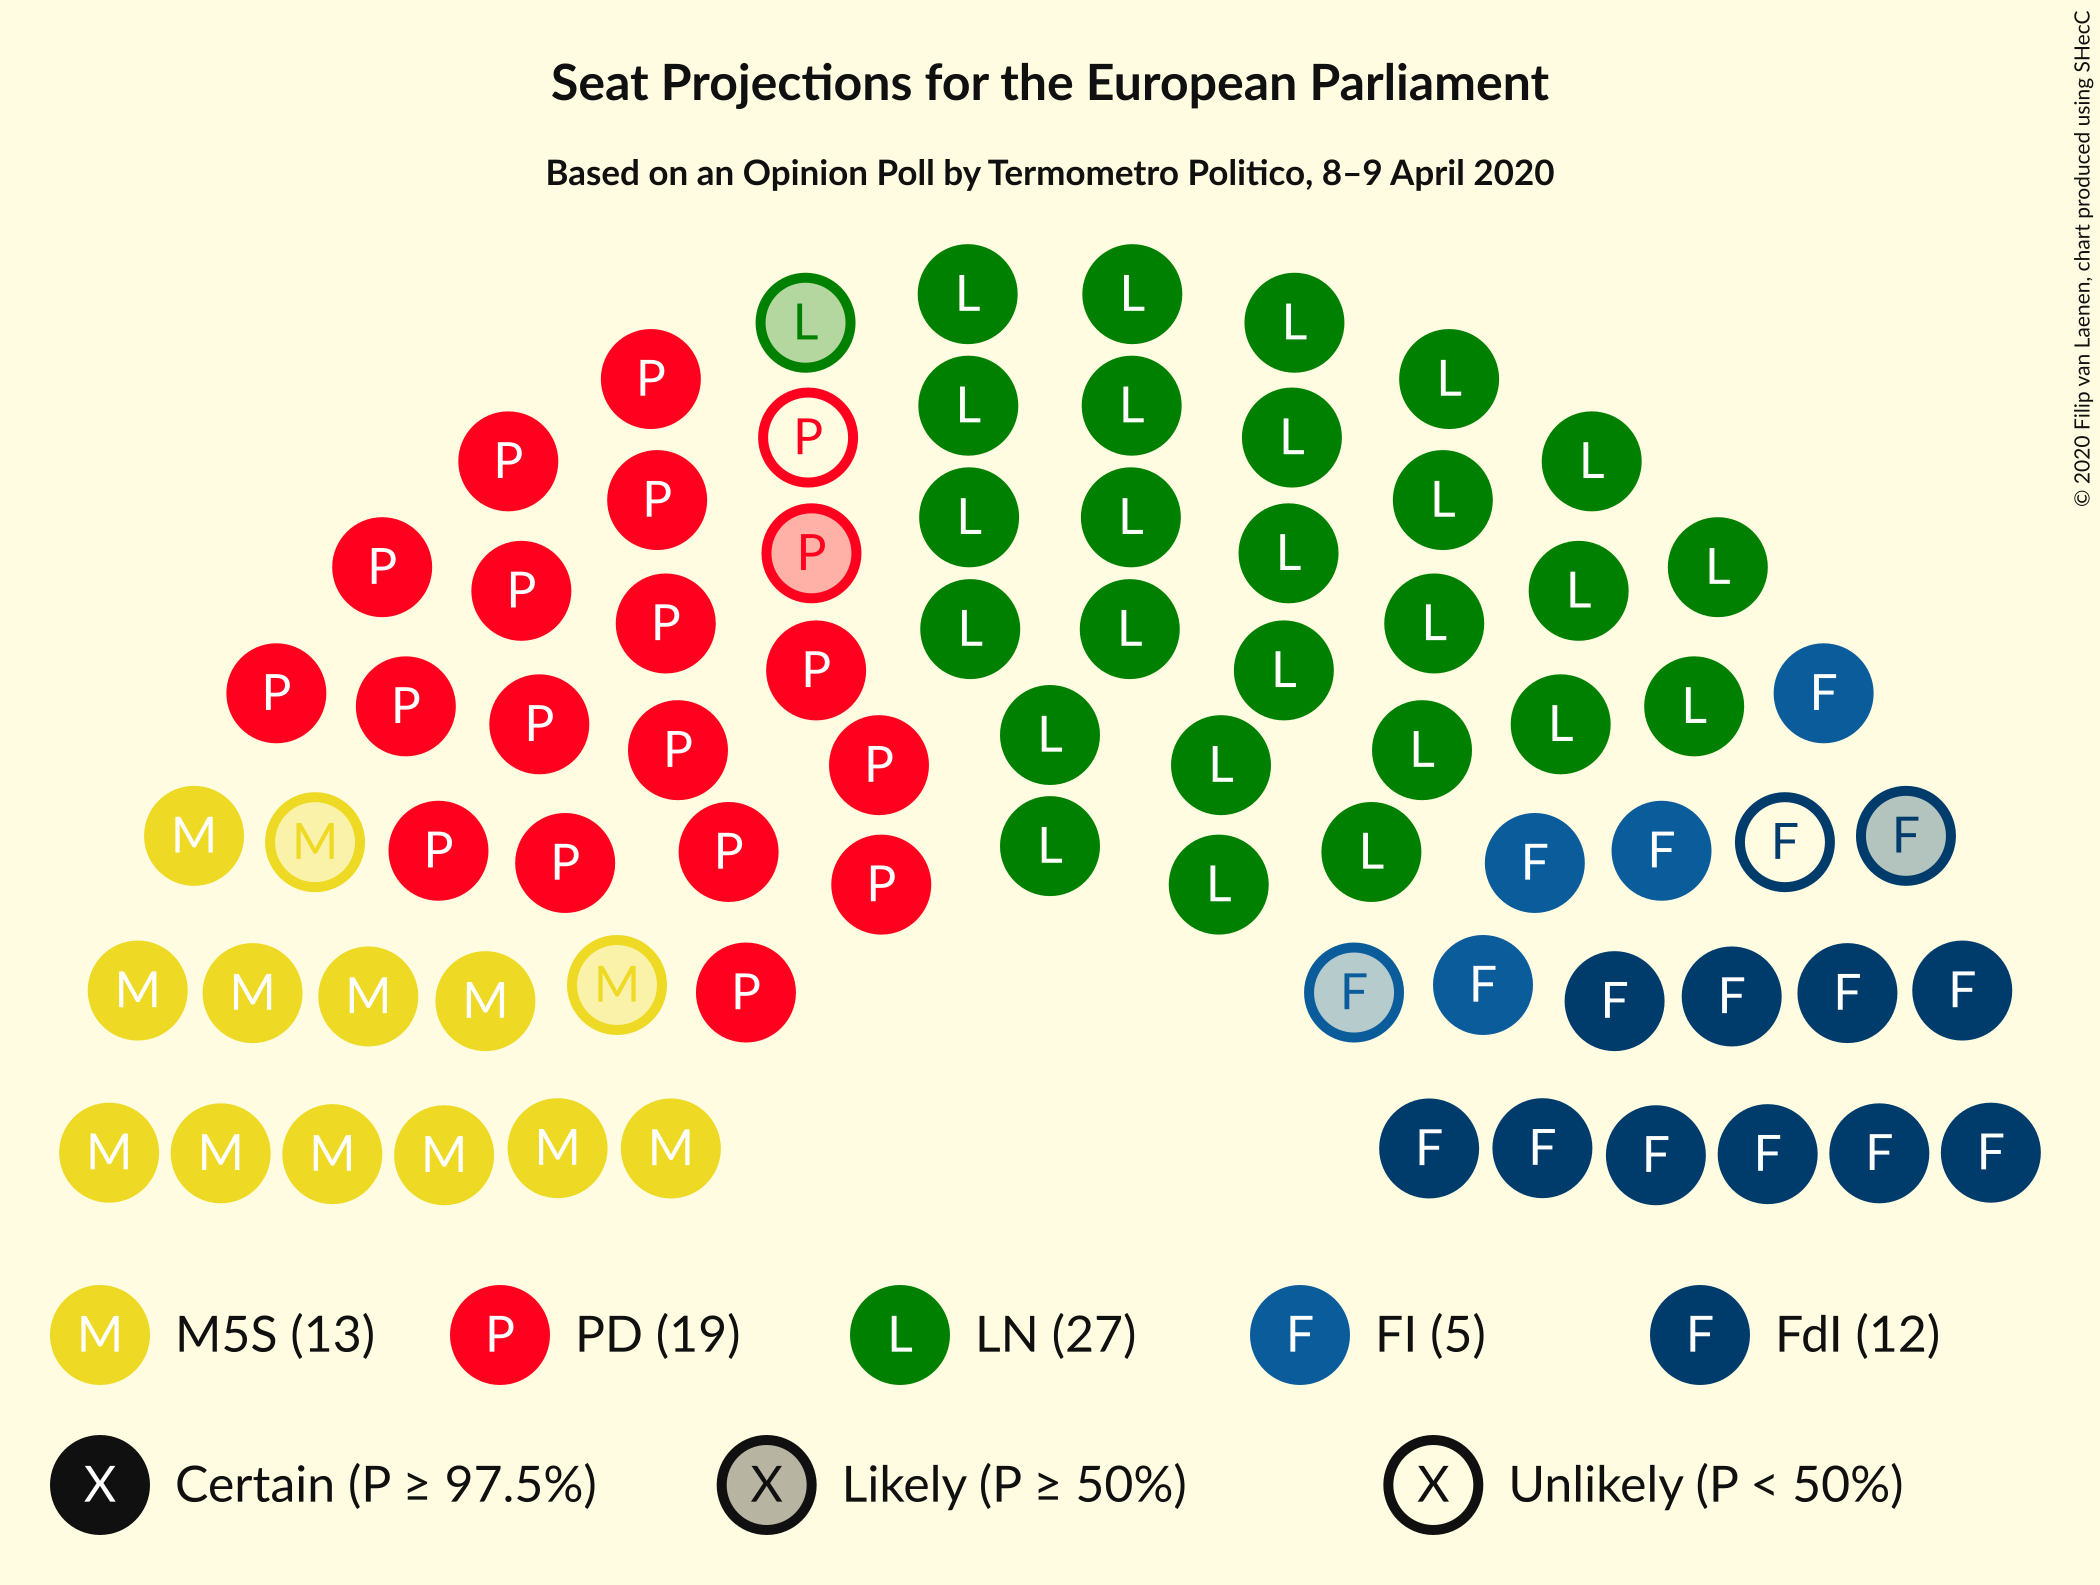 Seat Projections for the European Parliament
Based on an Opinion Poll by Termometro Politico, 8–9 April 2020
© 2020 Filip van Laenen, chart produced using SHecC
L L L L
P L
P P L L L P L
P P L L L L
P L L P L
P P L L L L
P L L P L
P P P L L F
P P L L L L
P L P L
M M P P P P L L L F F F F
P L
M M M M M P F F F F F F
M M M M M M F F F F F F
M M5S (13) P PD (19) L LN (27) F FI (5) F FdI (12)
X Certain (P ≥ 97.5%) X Likely (P ≥ 50%) X Unlikely (P < 50%)